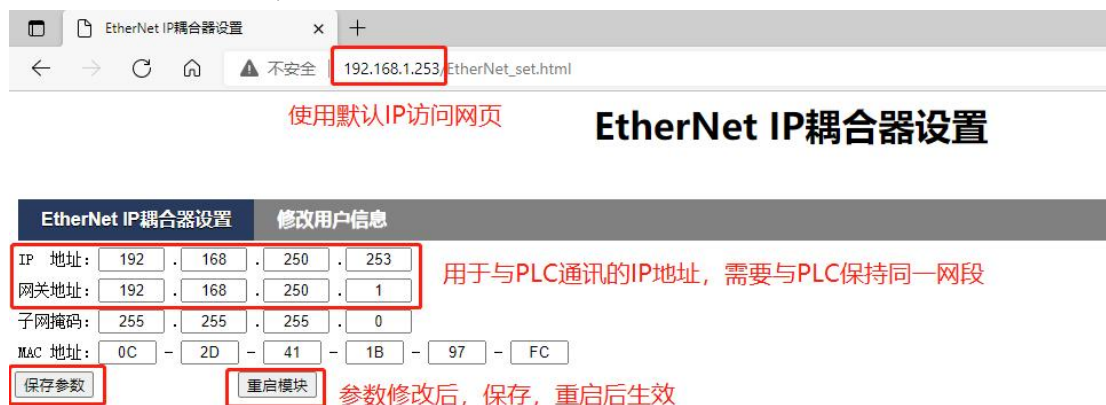 EtherNet IP耦合器设置
不安全 192.168.1.253/EtherNet_set.html
使用默认IP访问网页
EtherNet IP耦合器设置
EtherNet IP耦合器设置 修改用户信息
IP 地址: 192 . 168 . 250 . 253
用于与PLC通讯的IP地址，需要与PLC保持同一网段
网关地址: 192 . 168 . 250 . 1
子网掩码: 255 . 255 . 255 . 0
MAC 地址: 0C - 2D - 41 - 1B - 97 - FC
保存参数 重启模块 参数修改后，保存，重启后生效